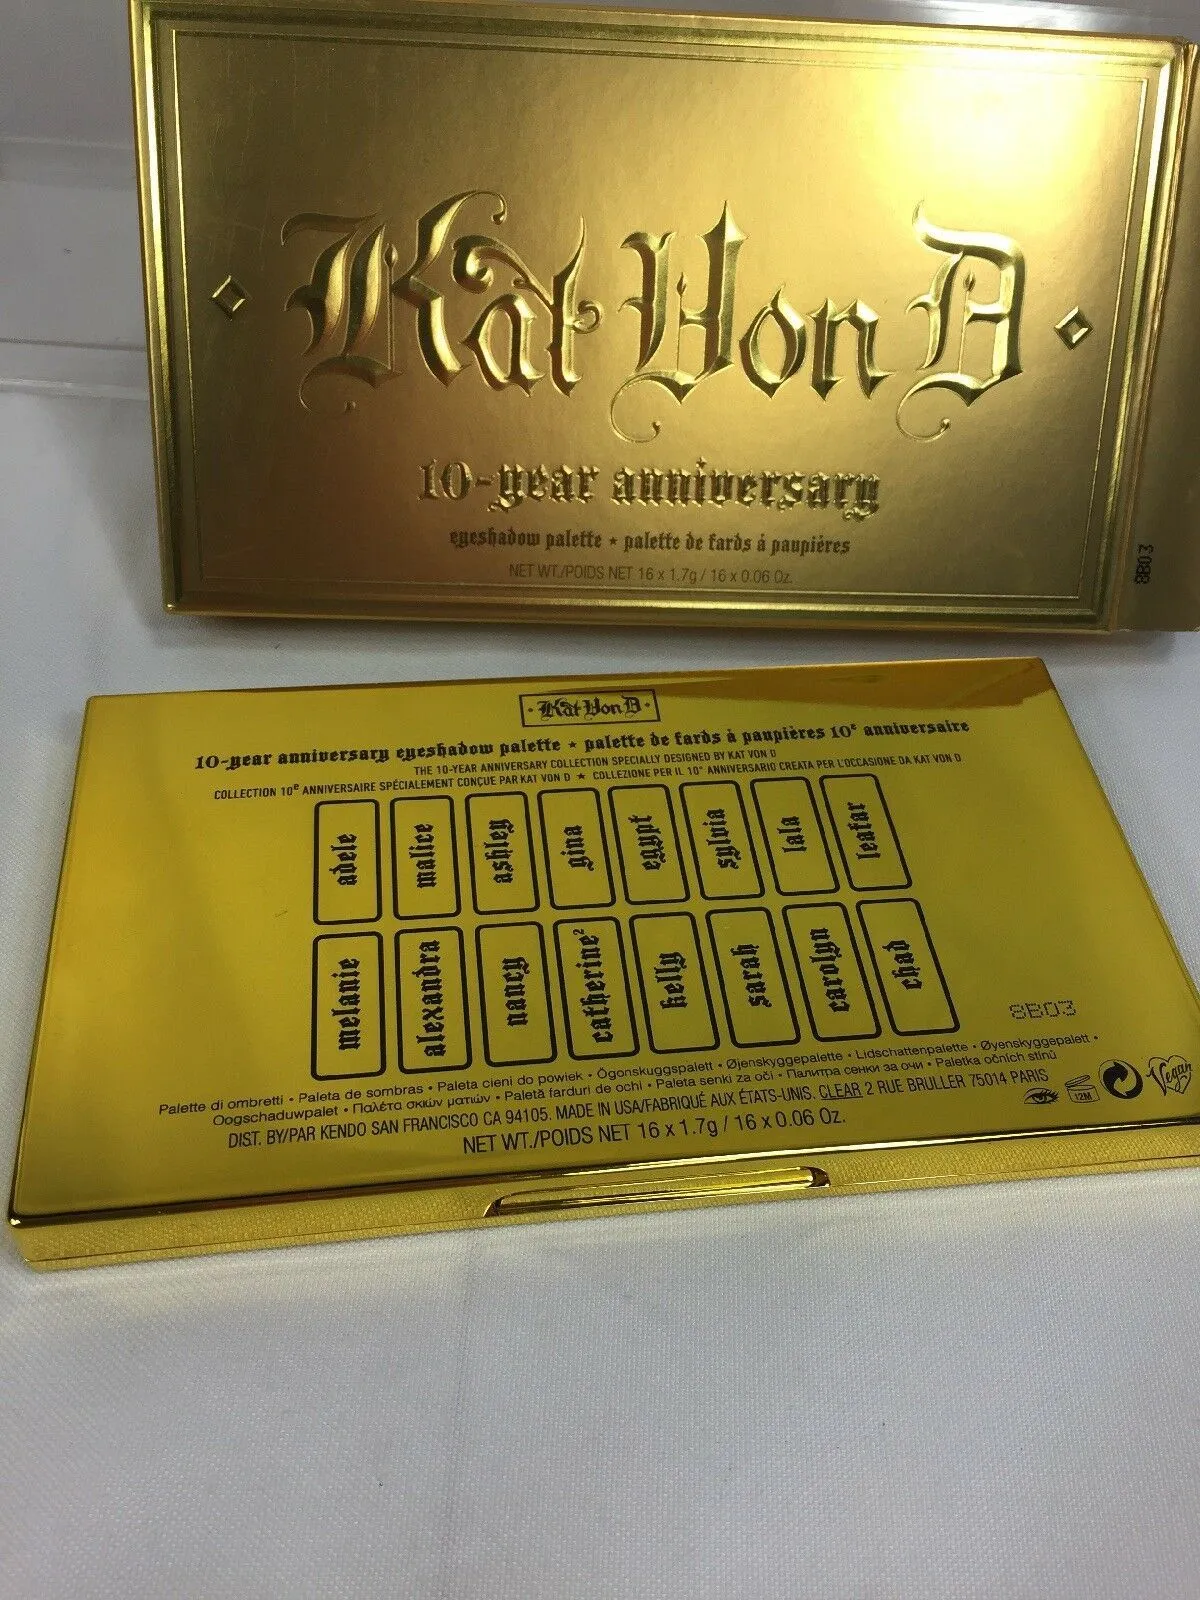 Kat Von D
10-year anniversary
eyeshadow palette ★ palette de fards à paupières
NET WT./POIDS NET 16 x 1.7g / 16 x 0.06 Oz.
8B03
·Kat Von D·
10-year anniversary eyeshadow palette ★ palette de fards à paupières 10ᵉ anniversaire
THE 10-YEAR ANNIVERSARY COLLECTION SPECIALLY DESIGNED BY KAT VON D
COLLECTION 10ᵉ ANNIVERSAIRE SPÉCIALEMENT CONÇUE PAR KAT VON D ★ COLLEZIONE PER IL 10° ANNIVERSARIO CREATA PER L'OCCASIONE DA KAT VON D
adele
malice
ashley
gina
egypt
sylvia
lala
leafar
melanie
alexandra
nancy
catherine²
kelly
sarah
carolyn
chad
8B03
Palette di ombretti • Paleta de sombras • Paleta cieni do powiek • Ögonskuggspalett • Øjenskyggepalette • Lidschattenpalette • Øyenskyggepalett •
Oogschaduwpalet • Παλέτα σκιών ματιών • Paletă farduri de ochi • Paleta senki za oči • Палитра сенки за очи • Paletka očních stínů
DIST. BY/PAR KENDO SAN FRANCISCO CA 94105. MADE IN USA/FABRIQUÉ AUX ÉTATS-UNIS. CLEAR 2 RUE BRULLER 75014 PARIS
NET WT./POIDS NET 16 x 1.7g / 16 x 0.06 Oz.
12M
Vegan